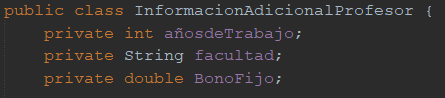 public class InformacionAdicionalProfesor {
    private int añosdeTrabajo;
    private String facultad;
    private double BonoFijo;